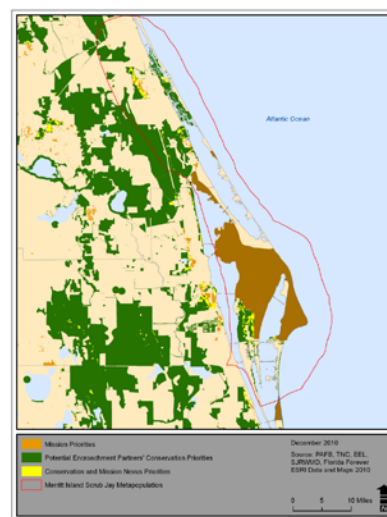 Atlantic Ocean
Mission Priorities
Potential Encroachment Partners' Conservation Priorities
Conservation and Mission Nexus Priorities
Merritt Island Scrub Jay Metapopulation
December 2010
Source: PAFB, TNC, EEL,
SJRWMD, Florida Forever
ESRI Data and Maps 2010
0 5 10 Miles